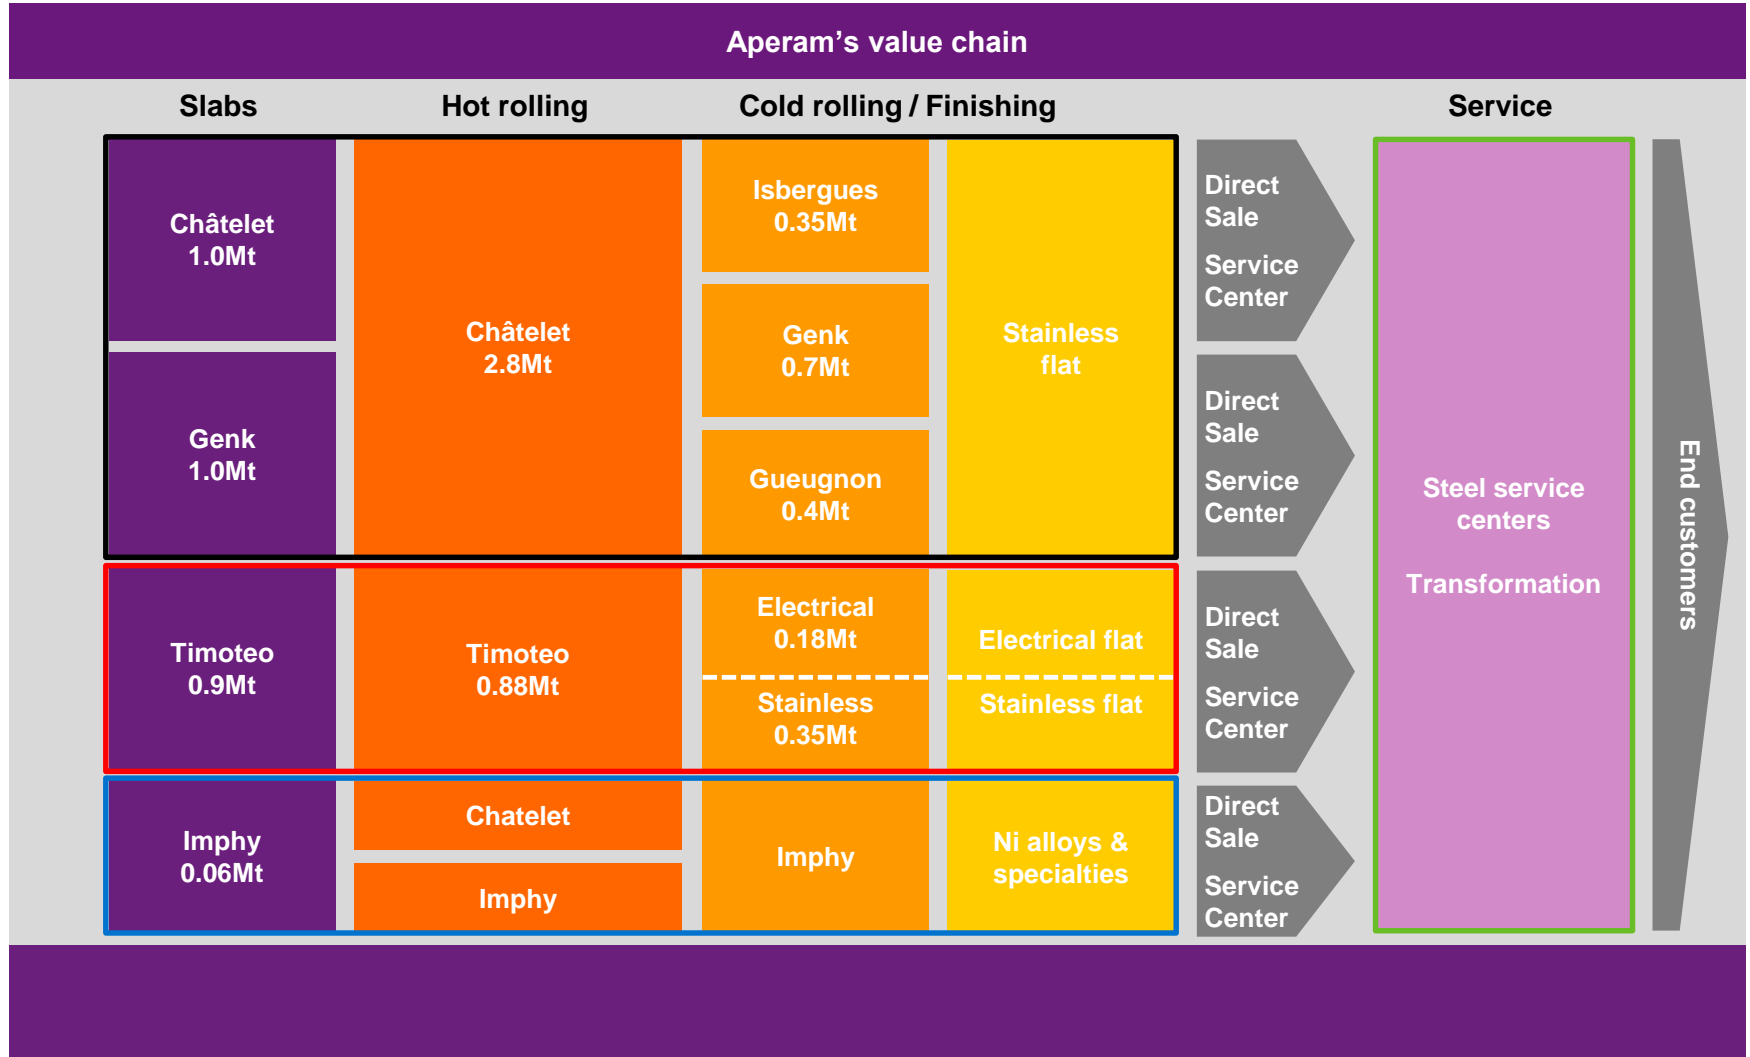 Aperam’s value chain
Slabs
Hot rolling
Cold rolling / Finishing
Service
Châtelet
1.0Mt
Genk
1.0Mt
Châtelet
2.8Mt
Isbergues
0.35Mt
Genk
0.7Mt
Gueugnon
0.4Mt
Stainless
flat
Direct
Sale
Service
Center
Direct
Sale
Service
Center
Timoteo
0.9Mt
Timoteo
0.88Mt
Electrical
0.18Mt
Stainless
0.35Mt
Electrical flat
Stainless flat
Direct
Sale
Service
Center
Imphy
0.06Mt
Chatelet
Imphy
Imphy
Ni alloys &
specialties
Direct
Sale
Service
Center
Steel service
centers
Transformation
End customers